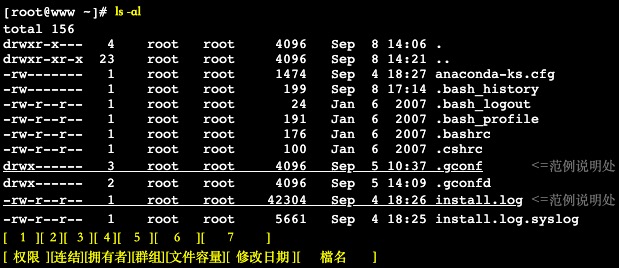 [root@www ~]# ls -al
total 156
drwxr-x--- 4 root root 4096 Sep 8 14:06 .
drwxr-xr-x 23 root root 4096 Sep 8 14:21 ..
-rw------- 1 root root 1474 Sep 4 18:27 anaconda-ks.cfg
-rw------- 1 root root 199 Sep 8 17:14 .bash_history
-rw-r--r-- 1 root root 24 Jan 6 2007 .bash_logout
-rw-r--r-- 1 root root 191 Jan 6 2007 .bash_profile
-rw-r--r-- 1 root root 176 Jan 6 2007 .bashrc
-rw-r--r-- 1 root root 100 Jan 6 2007 .cshrc
drwx------ 3 root root 4096 Sep 5 10:37 .gconf <=范例说明处
drwx------ 2 root root 4096 Sep 5 14:09 .gconfd
-rw-r--r-- 1 root root 42304 Sep 4 18:26 install.log <=范例说明处
-rw-r--r-- 1 root root 5661 Sep 4 18:25 install.log.syslog
[ 1 ][ 2 ][ 3 ][ 4 ][ 5 ][ 6 ][ 7 ]
[ 权限 ][连结][拥有者][群组][文件容量][ 修改日期 ][ 檔名 ]